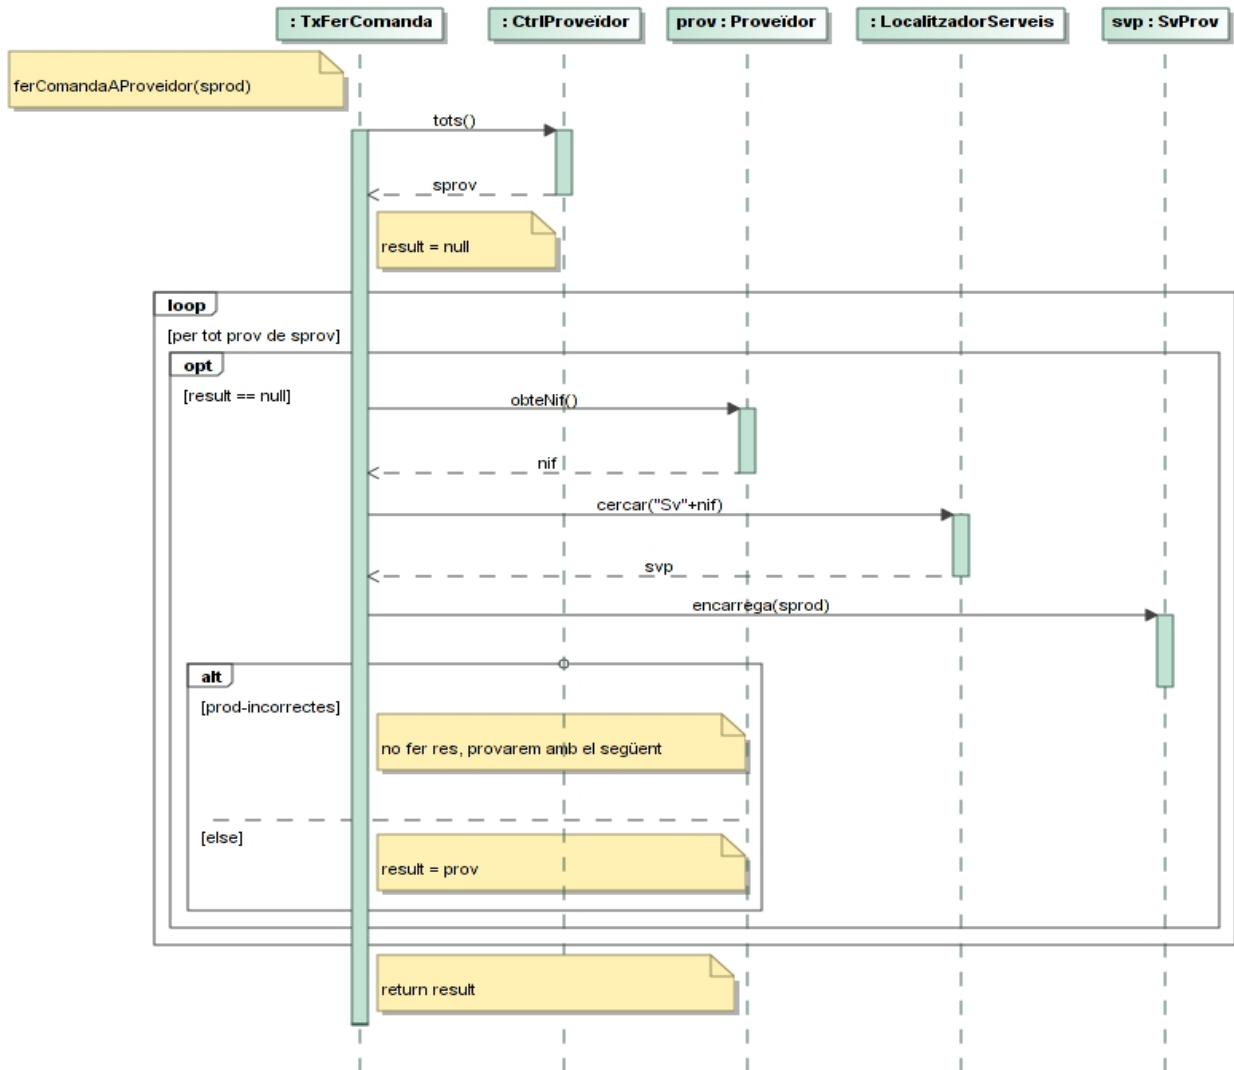 : TxFerComanda
: CtrlProveïdor
prov : Proveïdor
: LocalitzadorServeis
svp : SvProv
ferComandaAProveidor(sprod)
tots()
sprov
result = null
loop
[per tot prov de sprov]
opt
[result == null]
obteNif()
nif
cercar("Sv"+nif)
svp
encarrega(sprod)
alt
[prod-incorrectes]
no fer res, provarem amb el següent
[else]
result = prov
return result